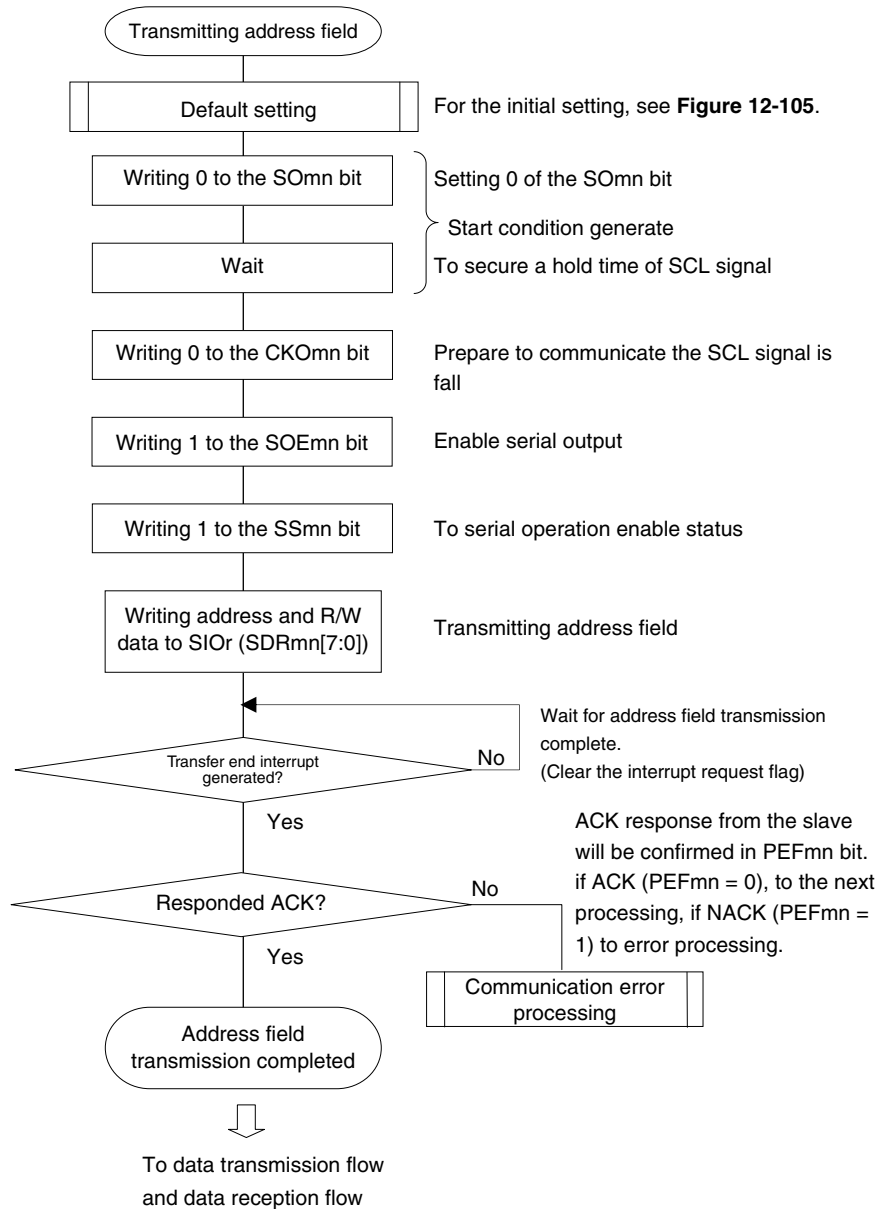 Transmitting address field
Default setting
For the initial setting, see Figure 12-105.
Writing 0 to the SOmn bit
Setting 0 of the SOmn bit
Start condition generate
Wait
To secure a hold time of SCL signal
Writing 0 to the CKOmn bit
Prepare to communicate the SCL signal is
fall
Writing 1 to the SOEmn bit
Enable serial output
Writing 1 to the SSmn bit
To serial operation enable status
Writing address and R/W
data to SIOr (SDRmn[7:0])
Transmitting address field
Transfer end interrupt
generated?
No
Wait for address field transmission
complete.
(Clear the interrupt request flag)
Yes
Responded ACK?
No
ACK response from the slave
will be confirmed in PEFmn bit.
if ACK (PEFmn = 0), to the next
processing, if NACK (PEFmn =
1) to error processing.
Yes
Communication error
processing
Address field
transmission completed
To data transmission flow
and data reception flow